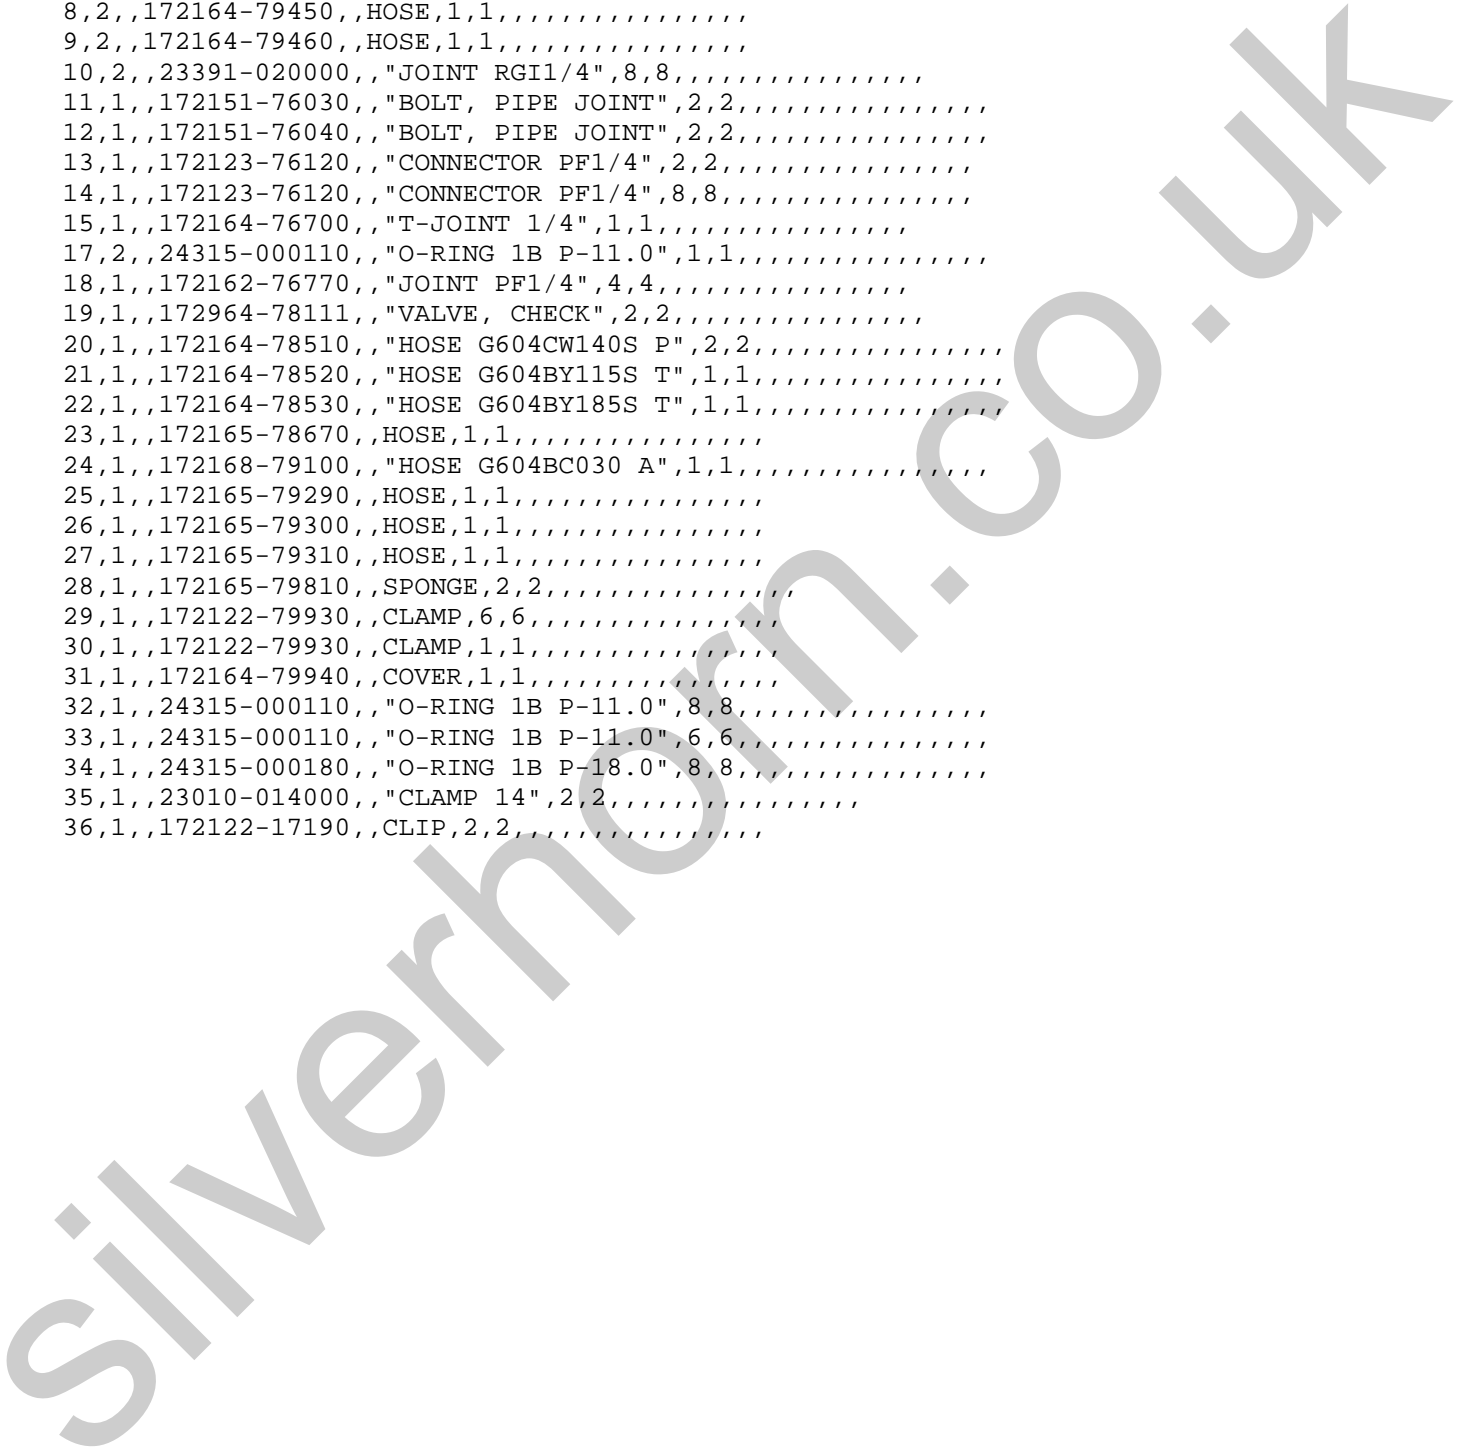 8,2,,172164-79450,,HOSE,1,1,,,,,,,,,,,,,,,,
9,2,,172164-79460,,HOSE,1,1,,,,,,,,,,,,,,,,
10,2,,23391-020000,,"JOINT RGI1/4",8,8,,,,,,,,,,,,,,,,
11,1,,172151-76030,,"BOLT, PIPE JOINT",2,2,,,,,,,,,,,,,,,,
12,1,,172151-76040,,"BOLT, PIPE JOINT",2,2,,,,,,,,,,,,,,,,
13,1,,172123-76120,,"CONNECTOR PF1/4",2,2,,,,,,,,,,,,,,,,
14,1,,172123-76120,,"CONNECTOR PF1/4",8,8,,,,,,,,,,,,,,,,
15,1,,172164-76700,,"T-JOINT 1/4",1,1,,,,,,,,,,,,,,,,
17,2,,24315-000110,,"O-RING 1B P-11.0",1,1,,,,,,,,,,,,,,,,
18,1,,172162-76770,,"JOINT PF1/4",4,4,,,,,,,,,,,,,,,,
19,1,,172964-78111,,"VALVE, CHECK",2,2,,,,,,,,,,,,,,,,
20,1,,172164-78510,,"HOSE G604CW140S P",2,2,,,,,,,,,,,,,,,,
21,1,,172164-78520,,"HOSE G604BY115S T",1,1,,,,,,,,,,,,,,,,
22,1,,172164-78530,,"HOSE G604BY185S T",1,1,,,,,,,,,,,,,,,,
23,1,,172165-78670,,HOSE,1,1,,,,,,,,,,,,,,,,
24,1,,172168-79100,,"HOSE G604BC030 A",1,1,,,,,,,,,,,,,,,,
25,1,,172165-79290,,HOSE,1,1,,,,,,,,,,,,,,,,
26,1,,172165-79300,,HOSE,1,1,,,,,,,,,,,,,,,,
27,1,,172165-79310,,HOSE,1,1,,,,,,,,,,,,,,,,
28,1,,172165-79810,,SPONGE,2,2,,,,,,,,,,,,,,,,
29,1,,172122-79930,,CLAMP,6,6,,,,,,,,,,,,,,,,
30,1,,172122-79930,,CLAMP,1,1,,,,,,,,,,,,,,,,
31,1,,172164-79940,,COVER,1,1,,,,,,,,,,,,,,,,
32,1,,24315-000110,,"O-RING 1B P-11.0",8,8,,,,,,,,,,,,,,,,
33,1,,24315-000110,,"O-RING 1B P-11.0",6,6,,,,,,,,,,,,,,,,
34,1,,24315-000180,,"O-RING 1B P-18.0",8,8,,,,,,,,,,,,,,,,
35,1,,23010-014000,,"CLAMP 14",2,2,,,,,,,,,,,,,,,,
36,1,,172122-17190,,CLIP,2,2,,,,,,,,,,,,,,,,
silverhorn.co.uk